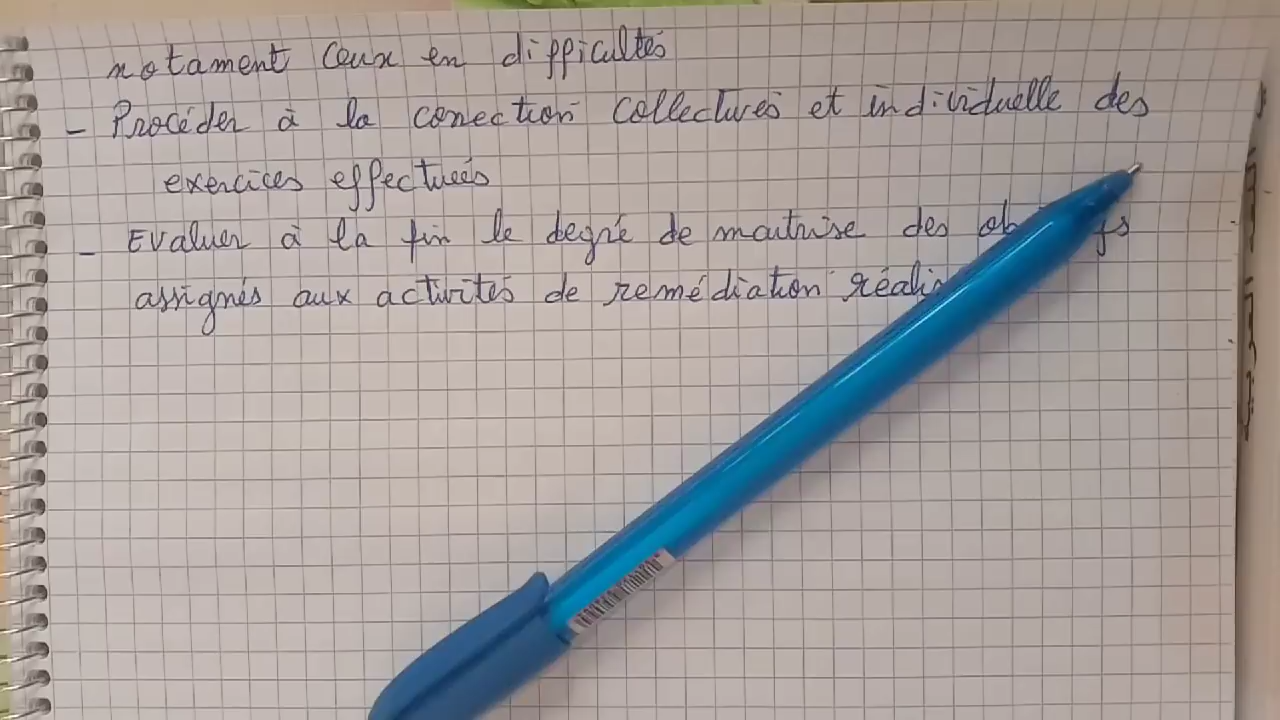 notament ceux en difficultés
- Procéder à la correction collectives et individuelle des
exercices effectués
- Evaluer à la fin le degré de maitrise des
assignés aux activités de remédiation